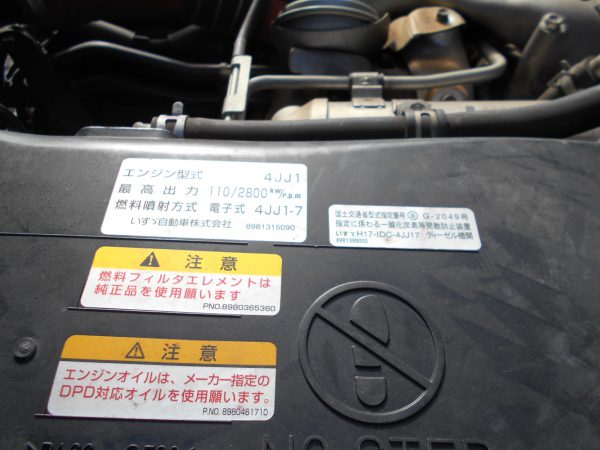 エンジン型式 4JJ1
最高出力 110/2800 kW/r.p.m
燃料噴射方式 電子式 4JJ1-7
いすゞ自動車株式会社 8981315090
国土交通省型式指定番号 G-2049号
指定に係わる一酸化炭素等発散防止装置
いすゞH17-IDC-4JJ17 ディーゼル機関
⚠ 注意
燃料フィルタエレメントは
純正品を使用願います
PNO.8980365360
⚠ 注意
エンジンオイルは、メーカー指定の
DPD対応オイルを使用願います。
P.NO.8980461710
NO STEP